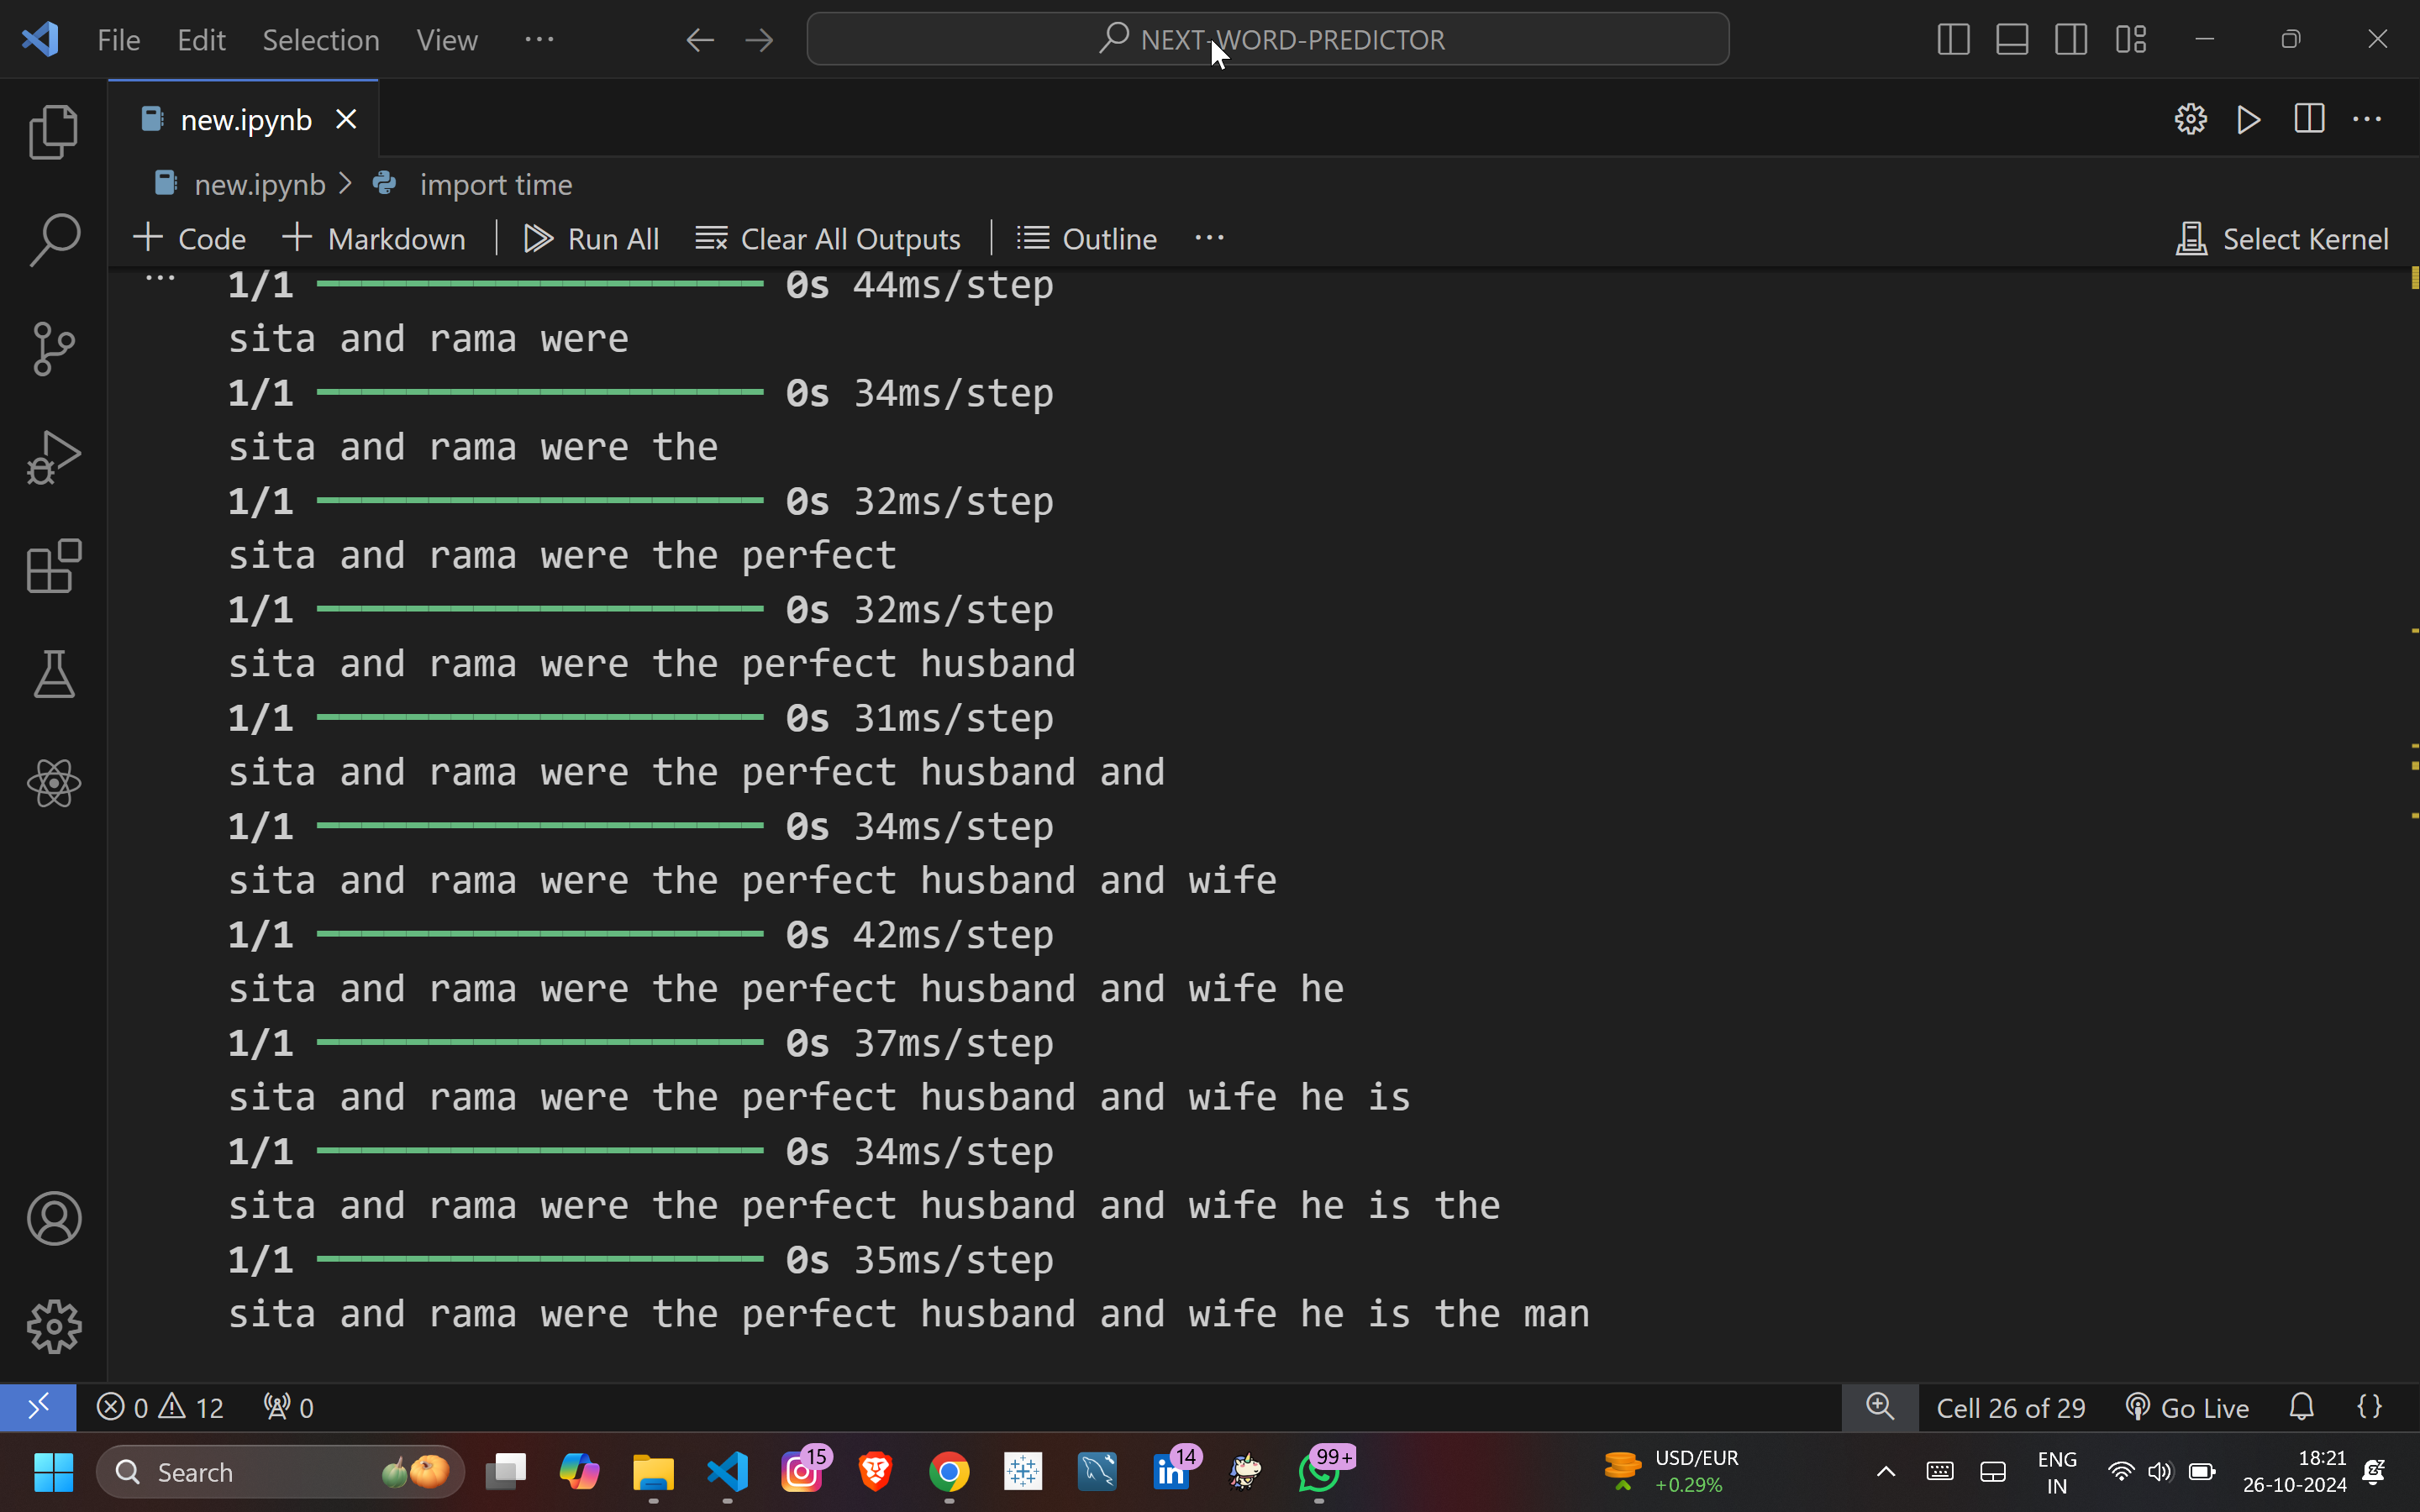 File Edit Selection View ··· NEXT-WORD-PREDICTOR
new.ipynb
new.ipynb > import time
Code Markdown Run All Clear All Outputs Outline ··· Select Kernel
1/1 0s 44ms/step
sita and rama were
1/1 0s 34ms/step
sita and rama were the
1/1 0s 32ms/step
sita and rama were the perfect
1/1 0s 32ms/step
sita and rama were the perfect husband
1/1 0s 31ms/step
sita and rama were the perfect husband and
1/1 0s 34ms/step
sita and rama were the perfect husband and wife
1/1 0s 42ms/step
sita and rama were the perfect husband and wife he
1/1 0s 37ms/step
sita and rama were the perfect husband and wife he is
1/1 0s 34ms/step
sita and rama were the perfect husband and wife he is the
1/1 0s 35ms/step
sita and rama were the perfect husband and wife he is the man
0 12 0 Cell 26 of 29 Go Live {}
Search 15 in 14 99+ USD/EUR ENG 18:21
+0.29% IN 26-10-2024